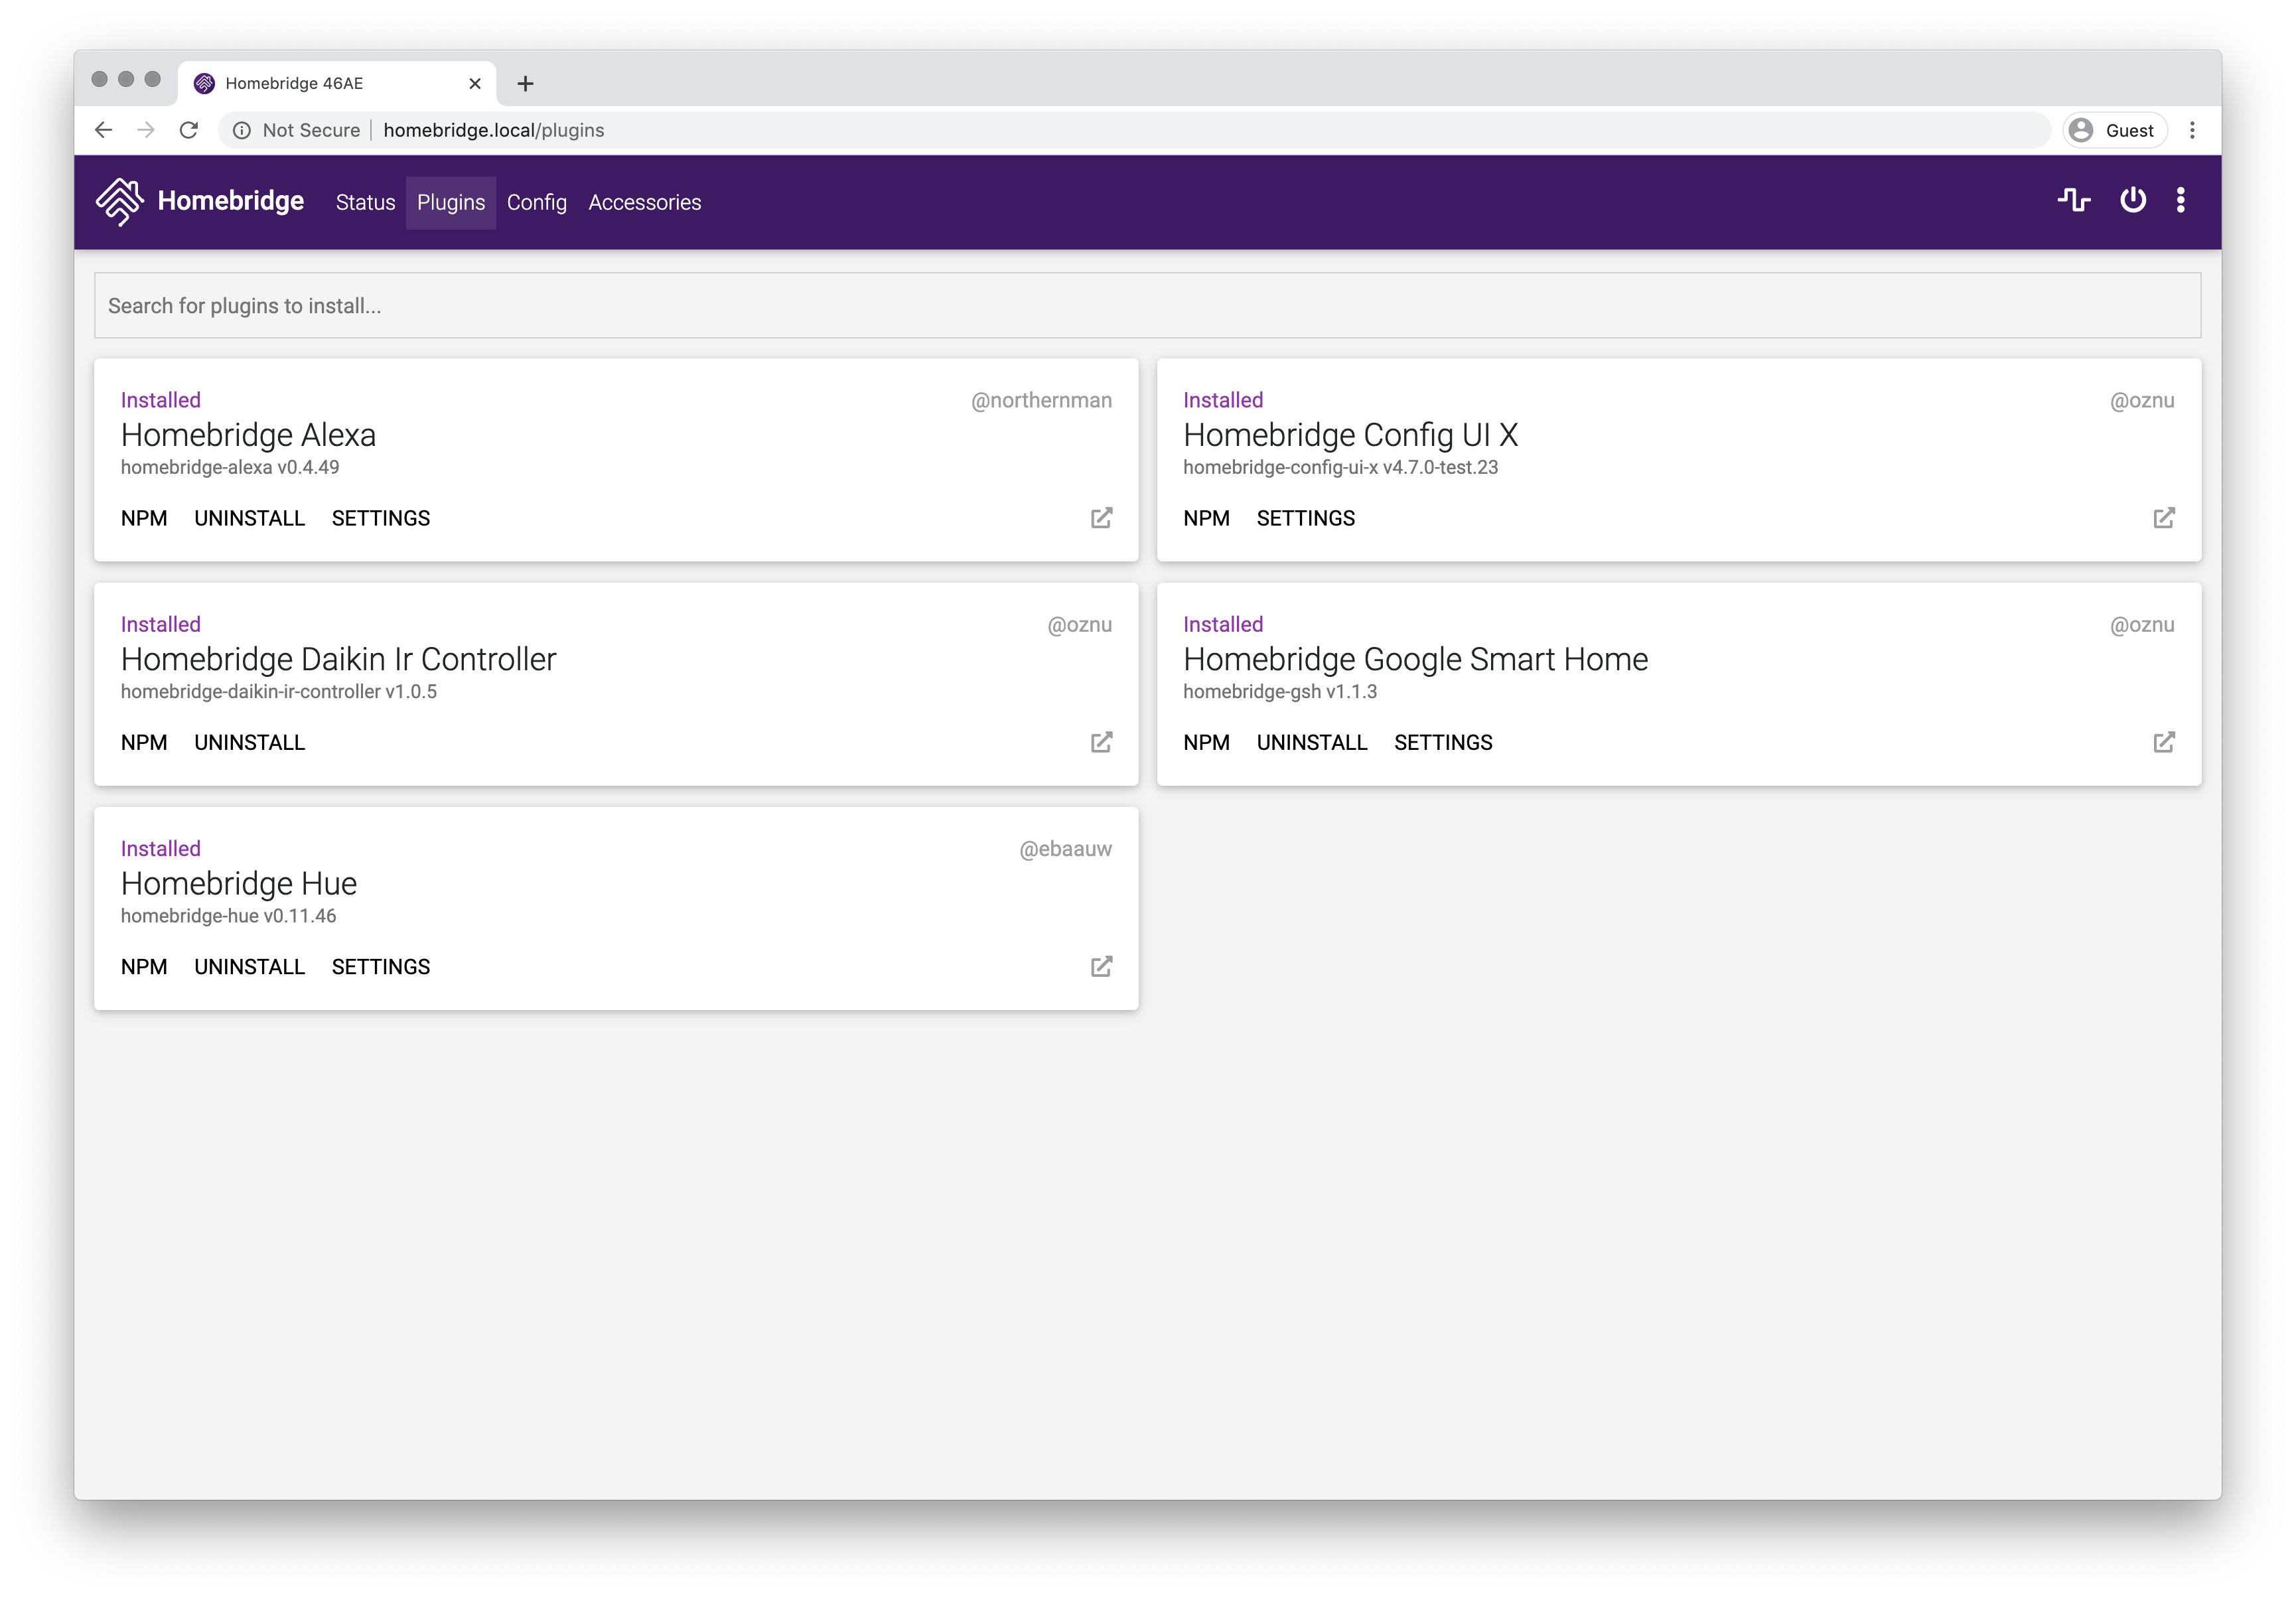 Homebridge 46AE
Not Secure homebridge.local/plugins Guest
Homebridge Status Plugins Config Accessories
Search for plugins to install...
Installed @northernman
Homebridge Alexa
homebridge-alexa v0.4.49
NPM UNINSTALL SETTINGS
Installed @oznu
Homebridge Config UI X
homebridge-config-ui-x v4.7.0-test.23
NPM SETTINGS
Installed @oznu
Homebridge Daikin Ir Controller
homebridge-daikin-ir-controller v1.0.5
NPM UNINSTALL
Installed @oznu
Homebridge Google Smart Home
homebridge-gsh v1.1.3
NPM UNINSTALL SETTINGS
Installed @ebaauw
Homebridge Hue
homebridge-hue v0.11.46
NPM UNINSTALL SETTINGS